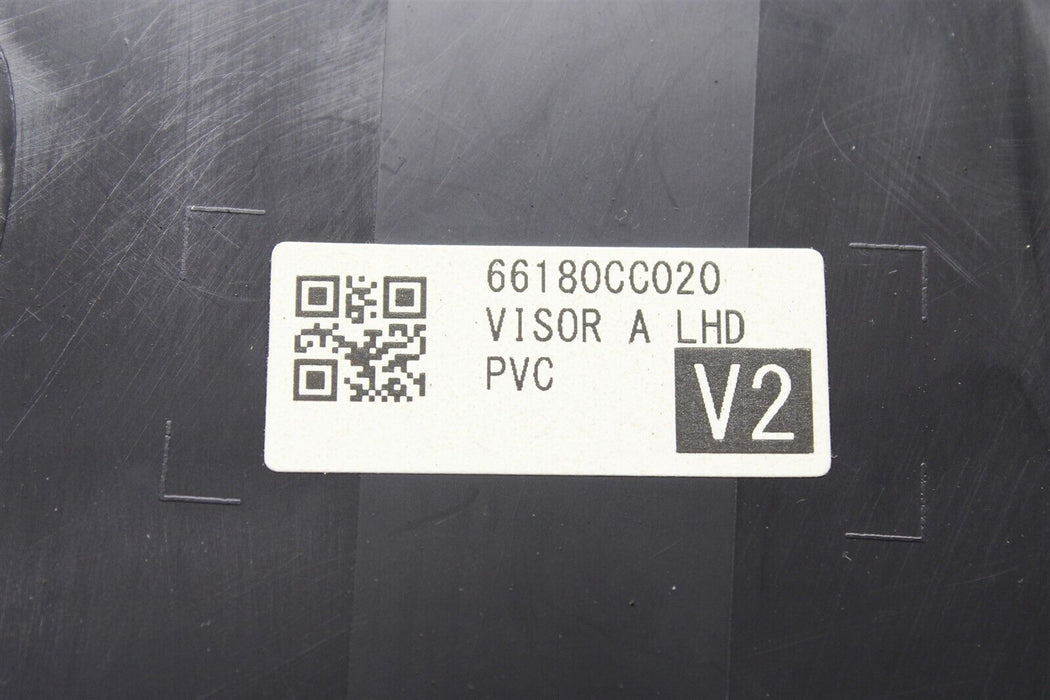 66180CC020
VISOR A LHD
PVC
V2